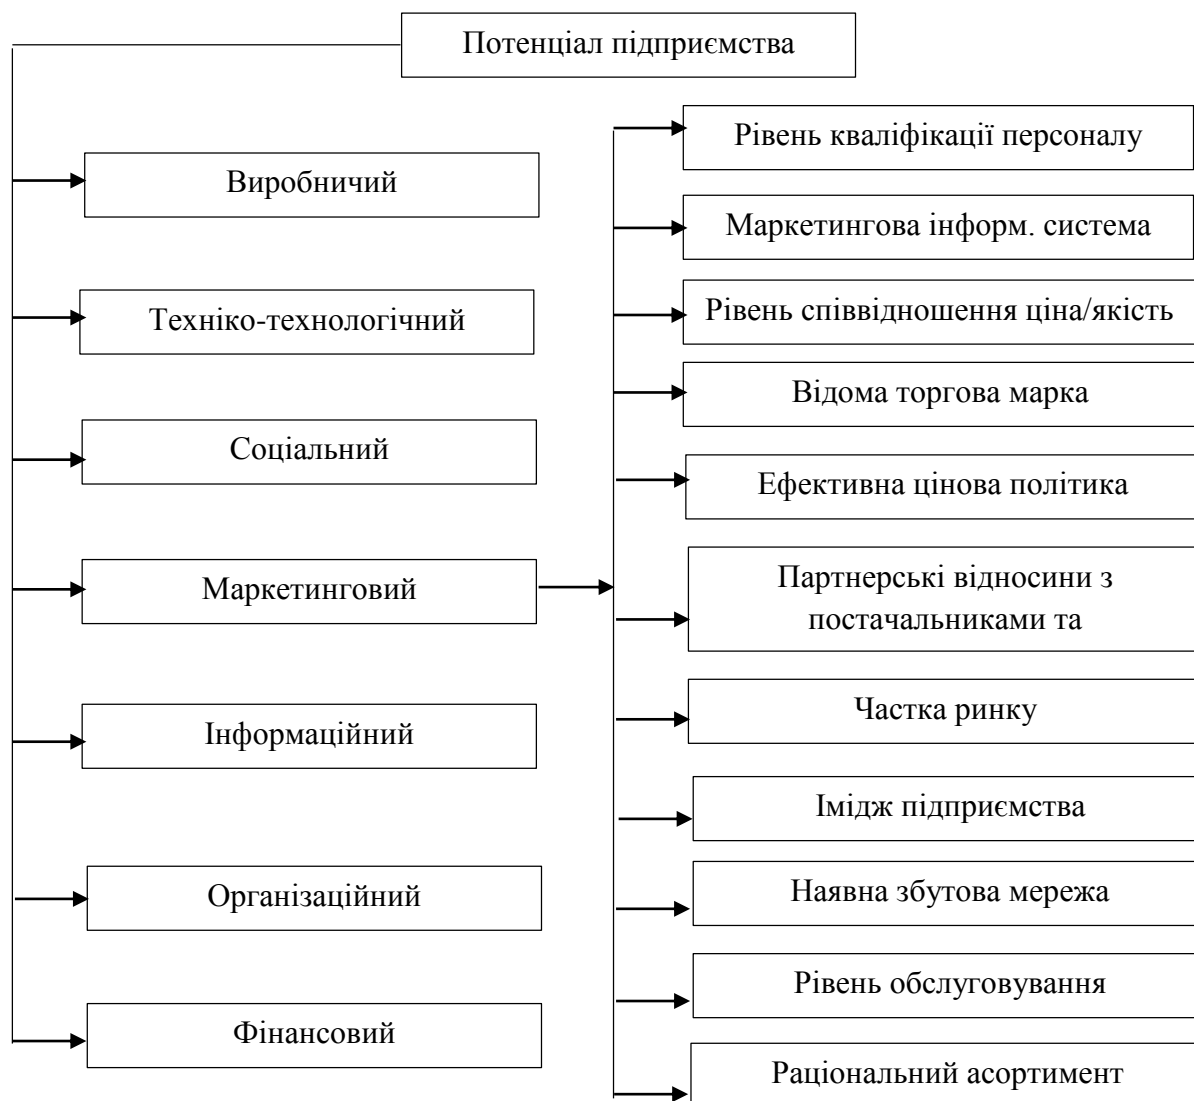 Потенціал підприємства
Виробничий
Техніко-технологічний
Соціальний
Маркетинговий
Інформаційний
Організаційний
Фінансовий
Рівень кваліфікації персоналу
Маркетингова інформ. система
Рівень співвідношення ціна/якість
Відома торгова марка
Ефективна цінова політика
Партнерські відносини з
постачальниками та
Частка ринку
Імідж підприємства
Наявна збутова мережа
Рівень обслуговування
Раціональний асортимент